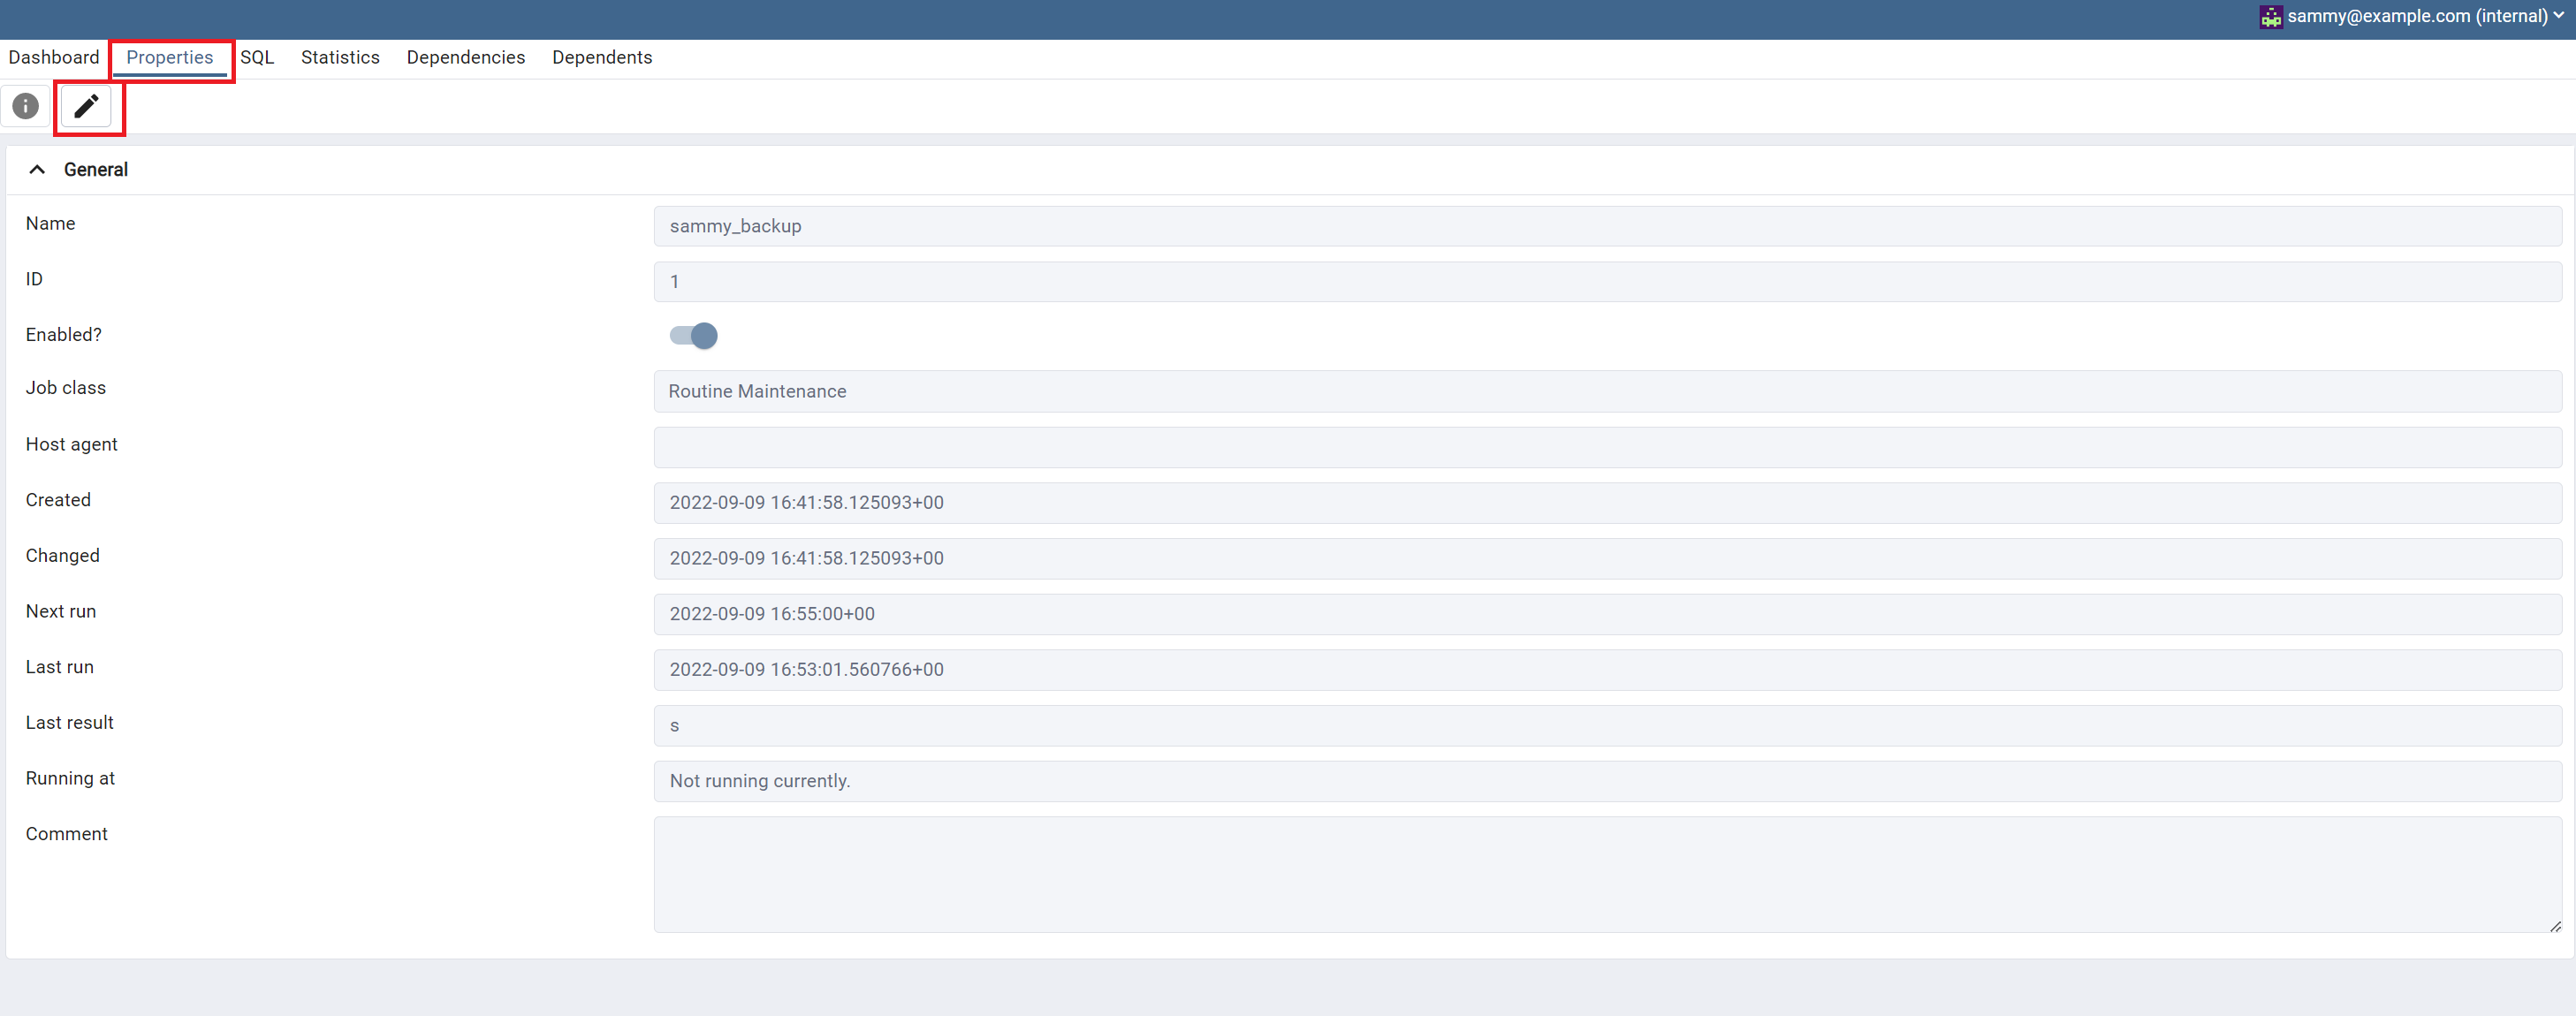 sammy@example.com (internal)
Dashboard Properties SQL Statistics Dependencies Dependents
General
Name sammy_backup
ID 1
Enabled?
Job class Routine Maintenance
Host agent
Created 2022-09-09 16:41:58.125093+00
Changed 2022-09-09 16:41:58.125093+00
Next run 2022-09-09 16:55:00+00
Last run 2022-09-09 16:53:01.560766+00
Last result s
Running at Not running currently.
Comment